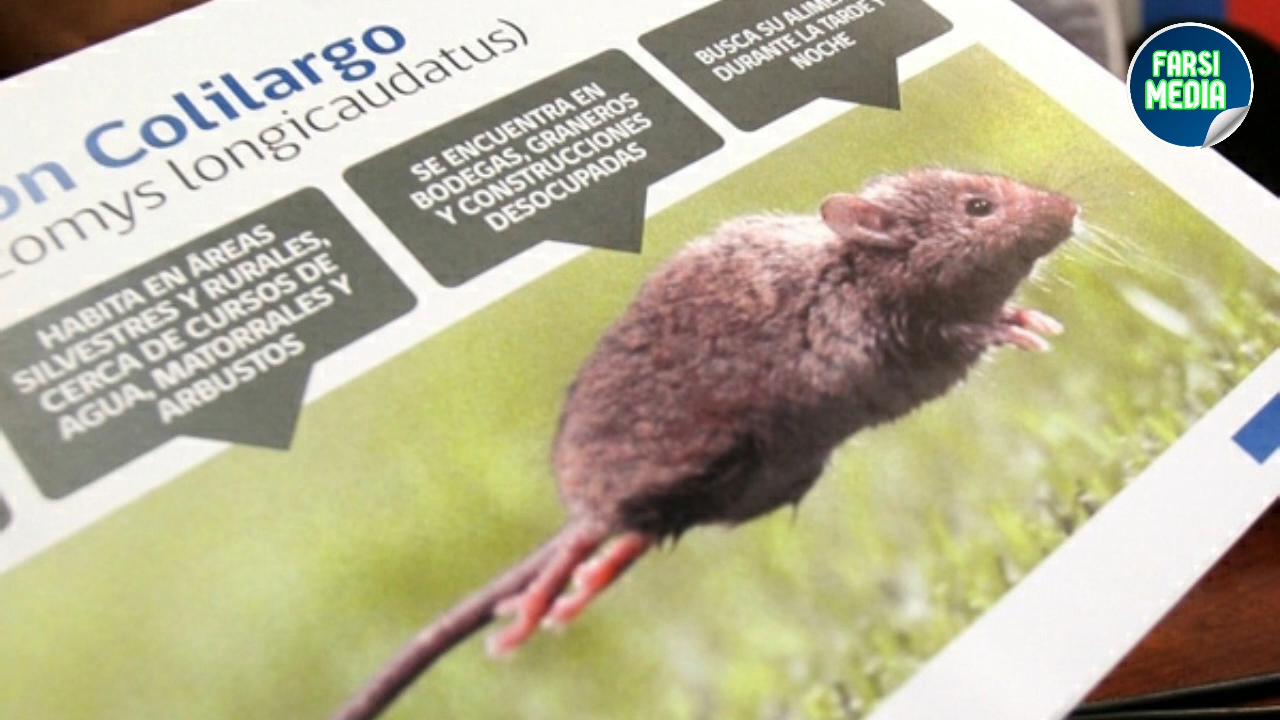 on Colilargo
omys longicaudatus)
HABITA EN ÁREAS
SILVESTRES Y RURALES,
CERCA DE CURSOS DE
AGUA, MATORRALES Y
ARBUSTOS
SE ENCUENTRA EN
BODEGAS, GRANEROS
Y CONSTRUCCIONES
DESOCUPADAS
BUSCA SU ALIME
DURANTE LA TARDE Y
NOCHE
FARSI
MEDIA